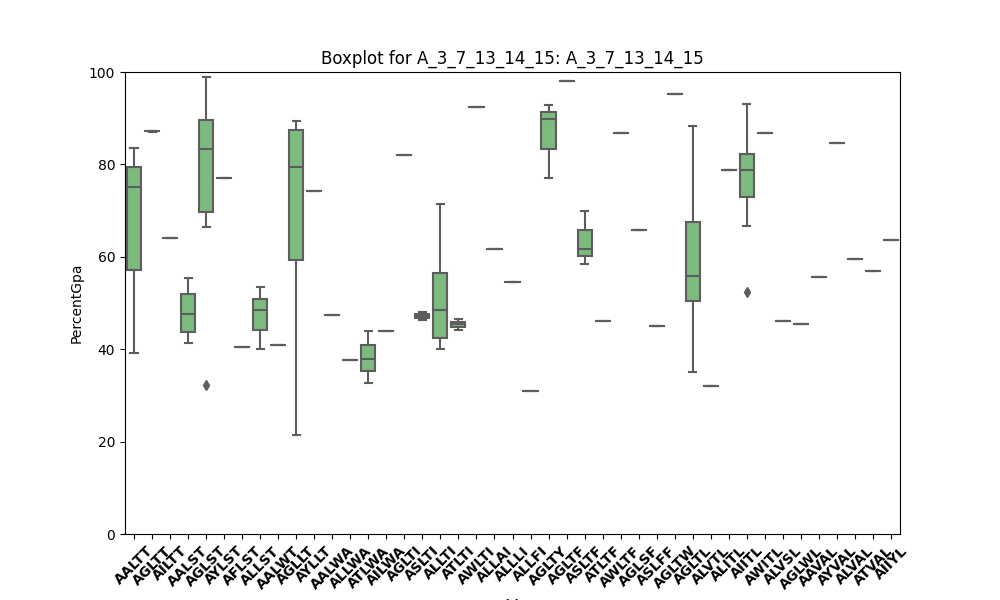 Boxplot for A_3_7_13_14_15: A_3_7_13_14_15
PercentGpa
100
80
60
40
20
0
AALTT
AGLTT
AILTT
AALST
AGLST
AYLST
AFLST
ALLST
AALWT
AGLLT
AYLLT
AALWA
ALLWA
ATLWA
AILWA
AGLTI
ASLTI
ALLTI
ATLTI
AWLTI
ALLAI
ALLLI
ALLFI
AGLTY
AGLTF
ASLTF
ATLTF
AWLTF
AGLSF
ASLFF
AGLTW
AGLTL
ALVTL
ALITL
AIITL
AWITL
ALVSL
AGLWL
AAVAL
AYVAL
ALVAL
ATVAL
AIIYL